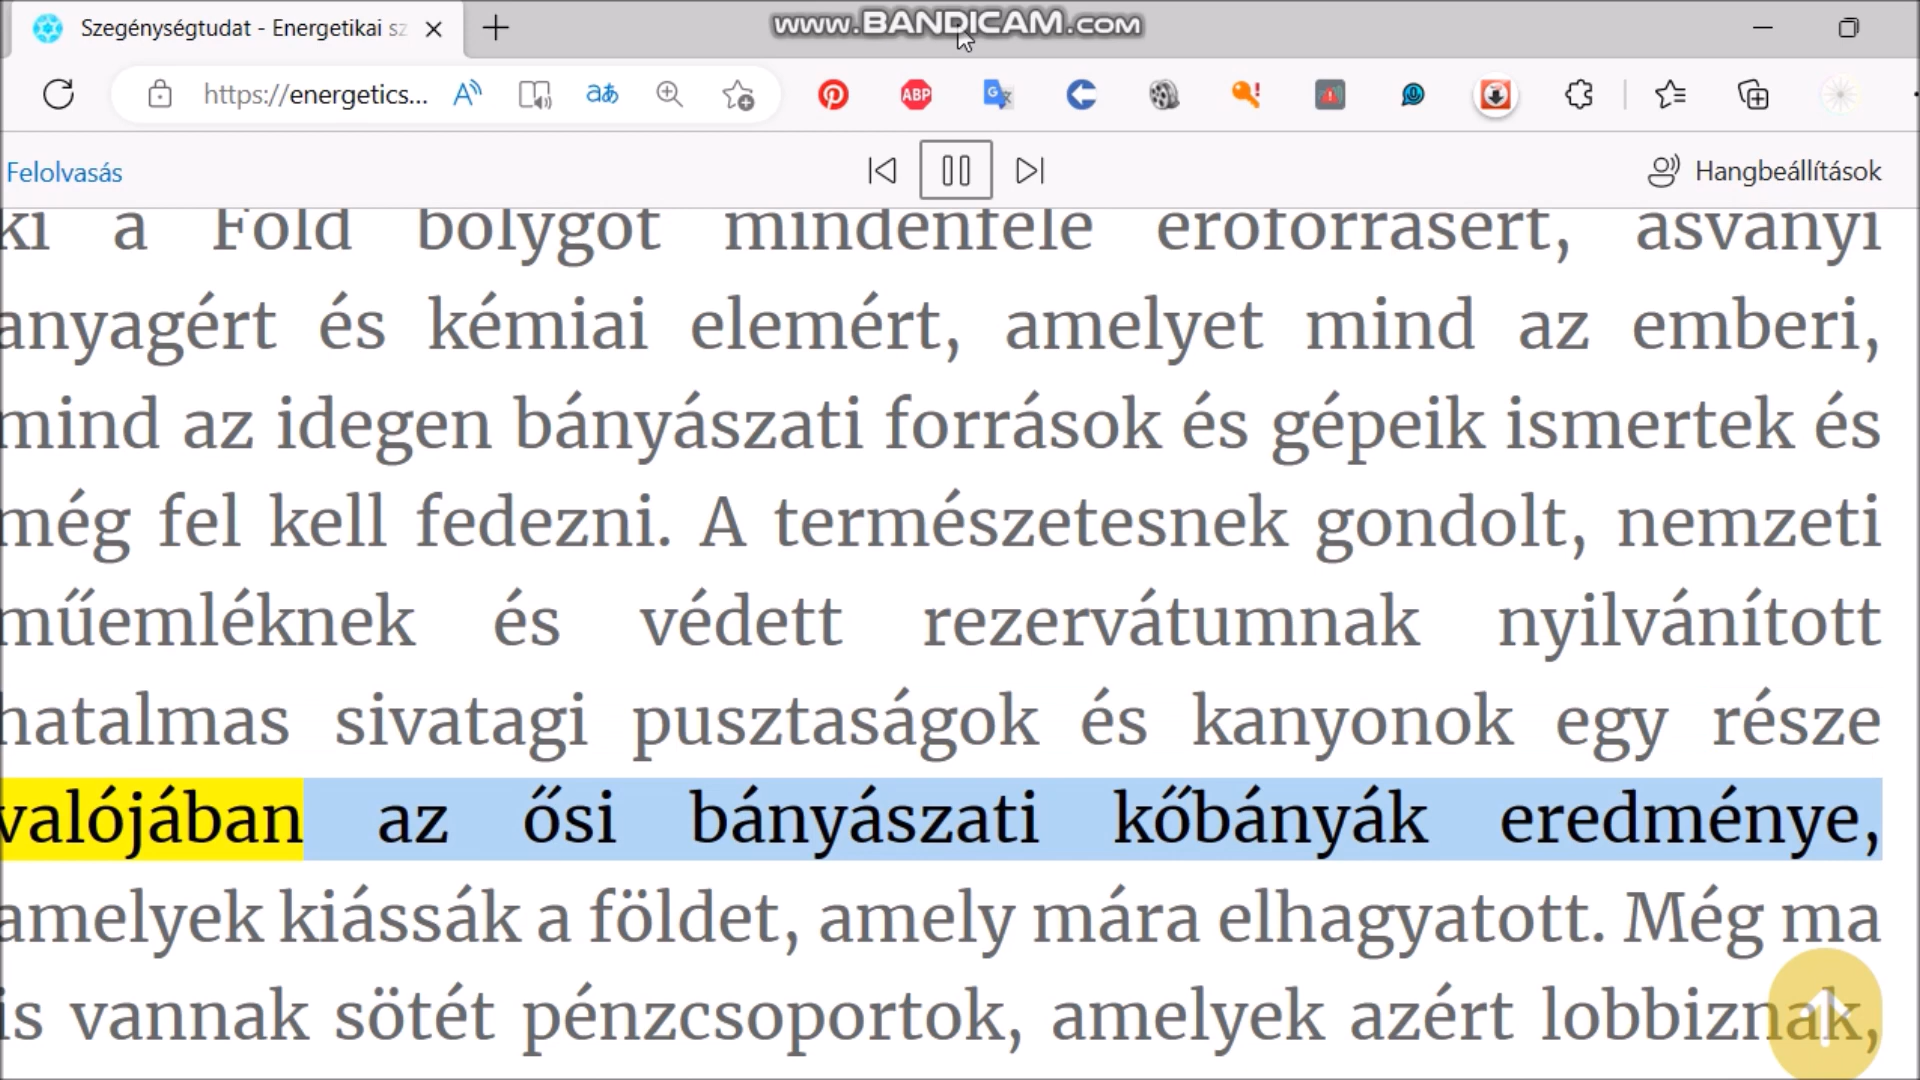 Szegénységtudat - Energetikai sz
www.BANDICAM.com
https://energetics...
Felolvasás
Hangbeállítások
ki a Föld bolygót mindenféle erőforrásért, ásványi
anyagért és kémiai elemért, amelyet mind az emberi,
mind az idegen bányászati források és gépeik ismertek és
még fel kell fedezni. A természetesnek gondolt, nemzeti
műemléknek és védett rezervátumnak nyilvánított
hatalmas sivatagi pusztaságok és kanyonok egy része
valójában az ősi bányászati kőbányák eredménye,
amelyek kiássák a földet, amely mára elhagyatott. Még ma
is vannak sötét pénzcsoportok, amelyek azért lobbiznak,